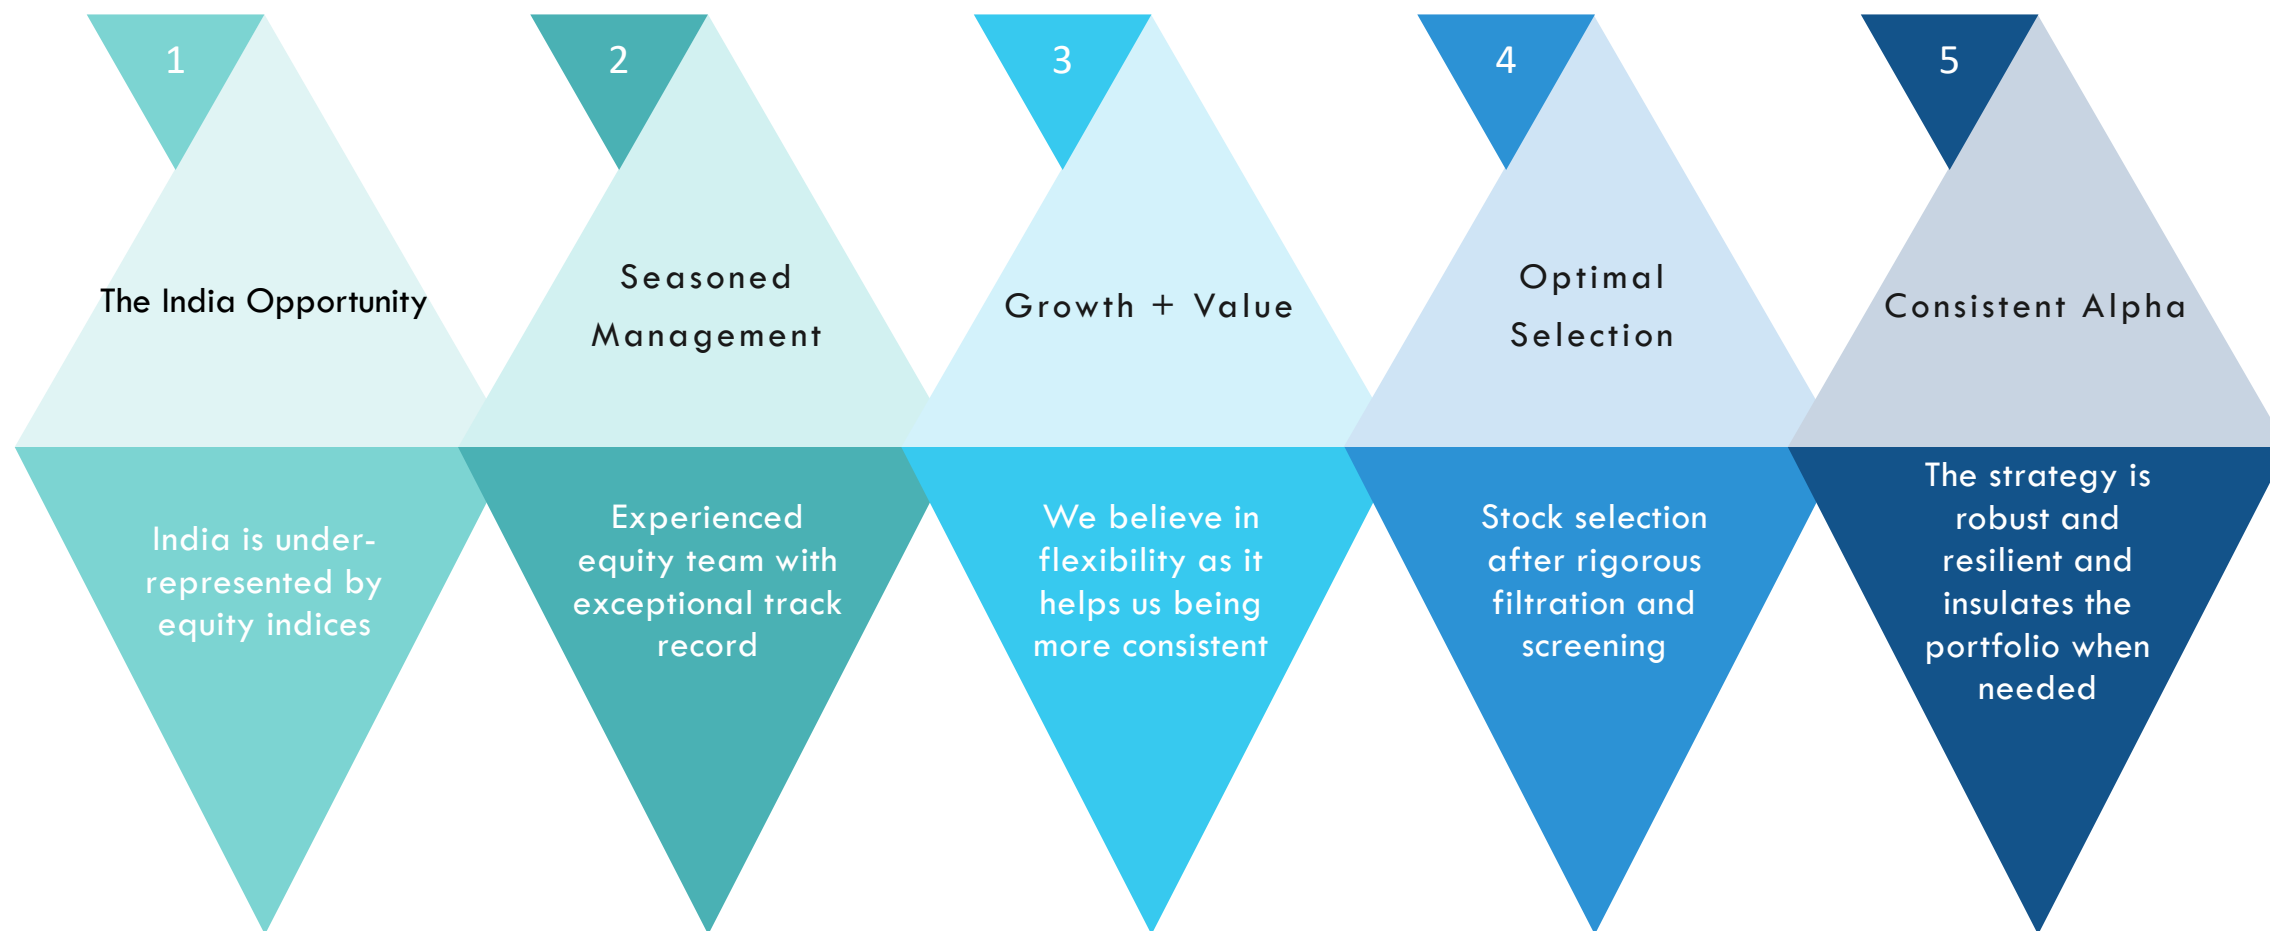 1
The India Opportunity
India is under-
represented by
equity indices
2
Seasoned
Management
Experienced
equity team with
exceptional track
record
3
Growth + Value
We believe in
flexibility as it
helps us being
more consistent
4
Optimal
Selection
Stock selection
after rigorous
filtration and
screening
5
Consistent Alpha
The strategy is
robust and
resilient and
insulates the
portfolio when
needed